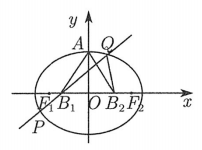 y
A Q
F₁ B₁ O B₂ F₂ x
P